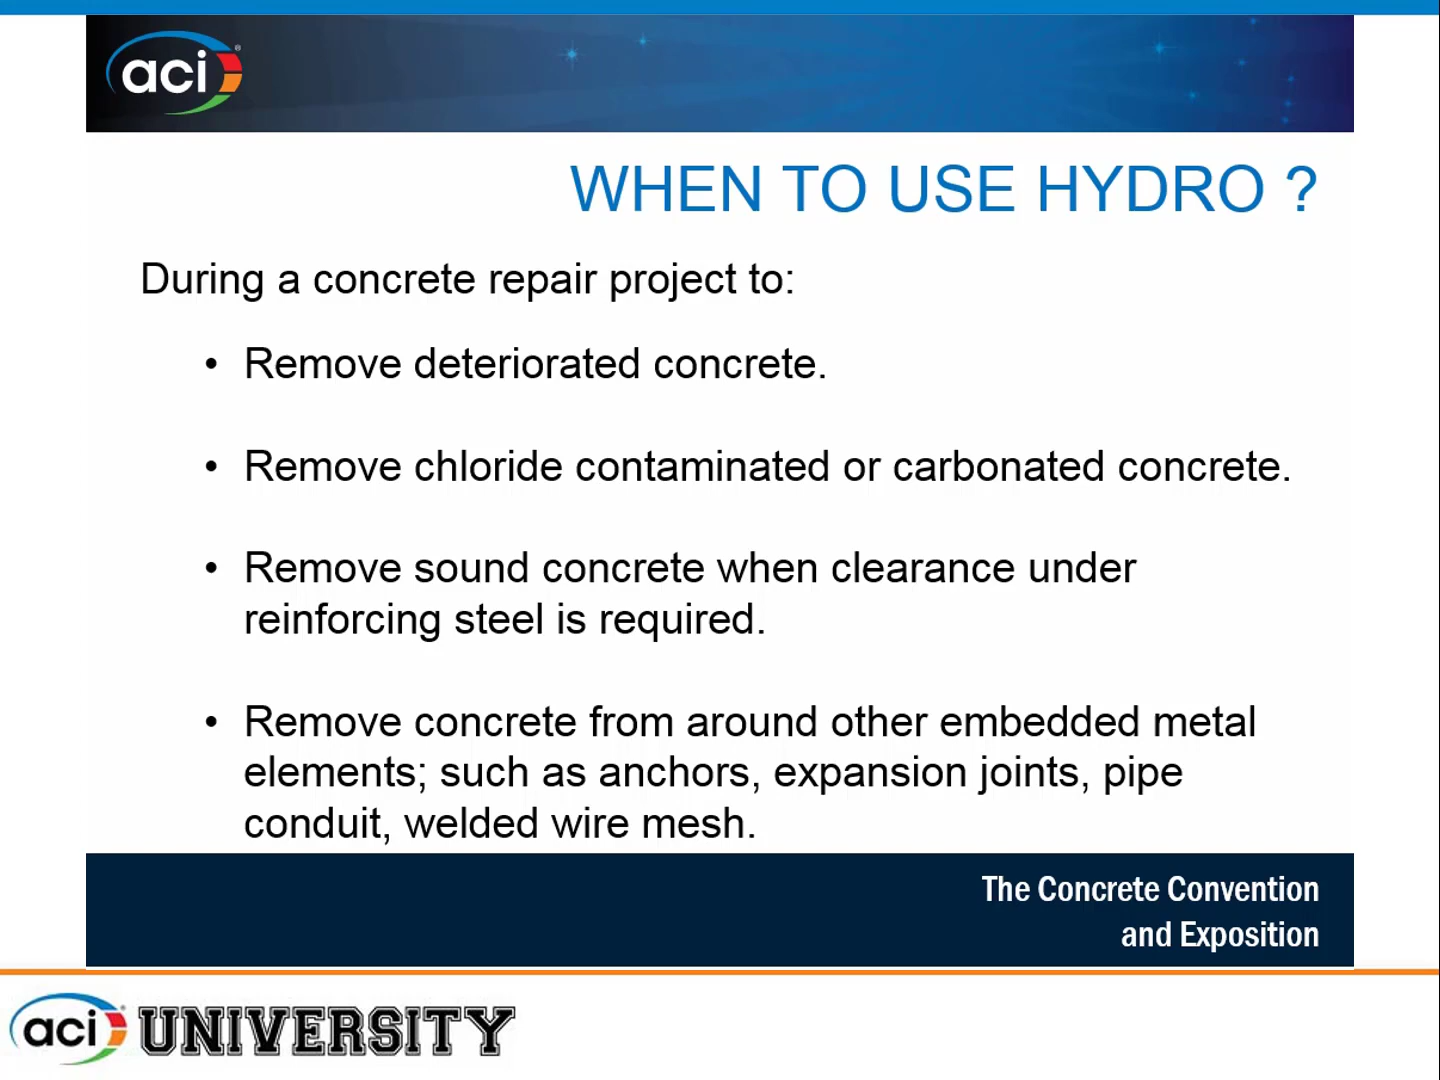 aci®
WHEN TO USE HYDRO ?
During a concrete repair project to:
• Remove deteriorated concrete.
• Remove chloride contaminated or carbonated concrete.
• Remove sound concrete when clearance under
reinforcing steel is required.
• Remove concrete from around other embedded metal
elements; such as anchors, expansion joints, pipe
conduit, welded wire mesh.
The Concrete Convention
and Exposition
aci UNIVERSITY